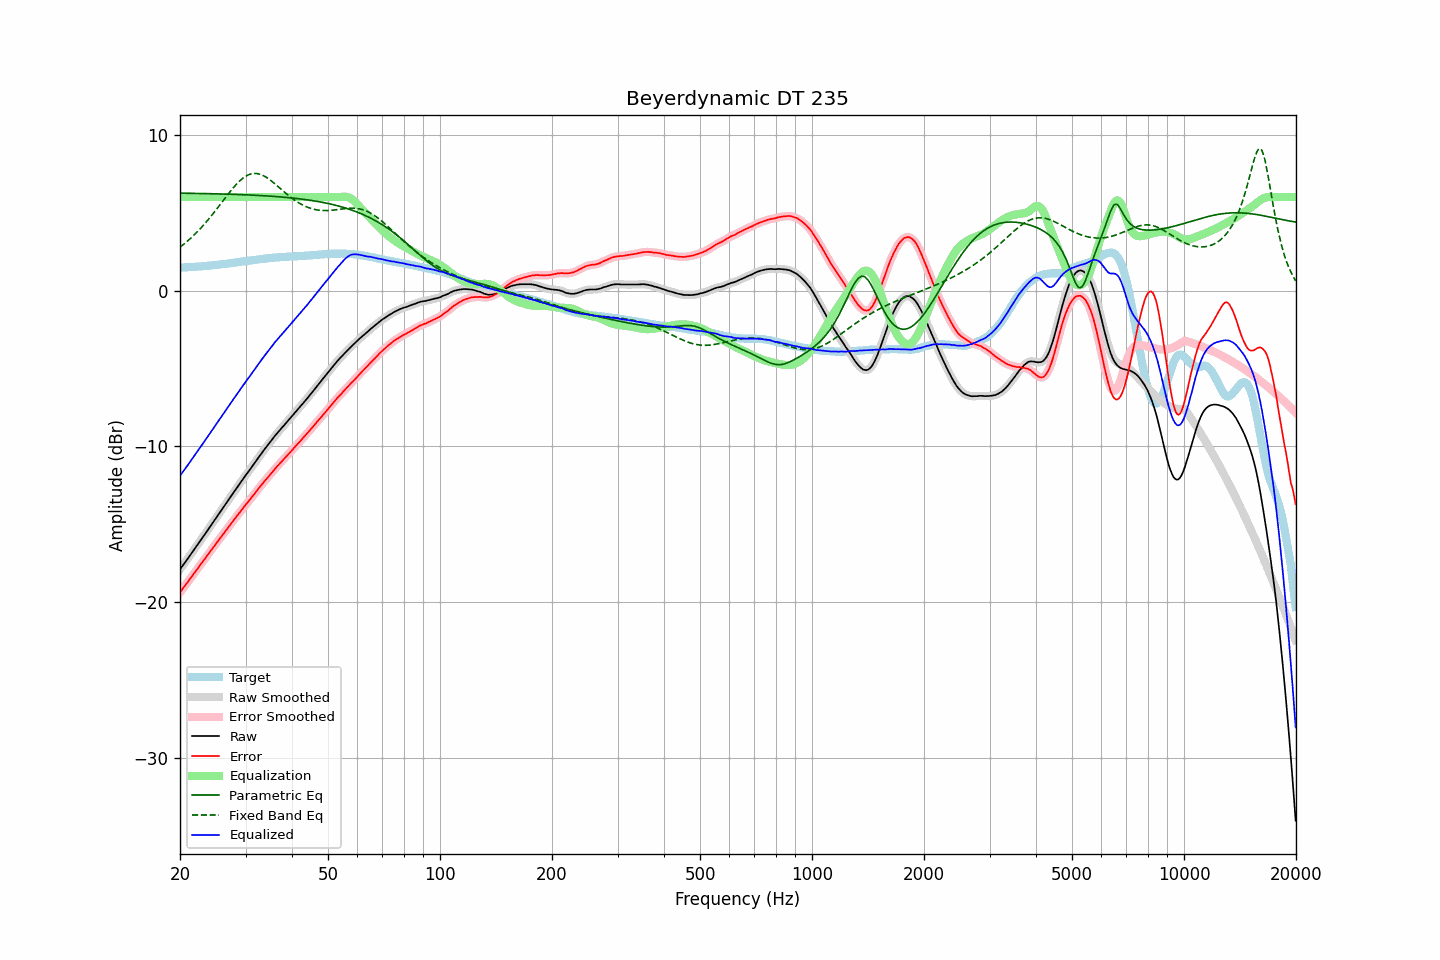 Beyerdynamic DT 235
Amplitude (dBr)
10
0
−10
−20
−30
Target
Raw Smoothed
Error Smoothed
Raw
Error
Equalization
Parametric Eq
Fixed Band Eq
Equalized
20 50 100 200 500 1000 2000 5000 10000 20000
Frequency (Hz)